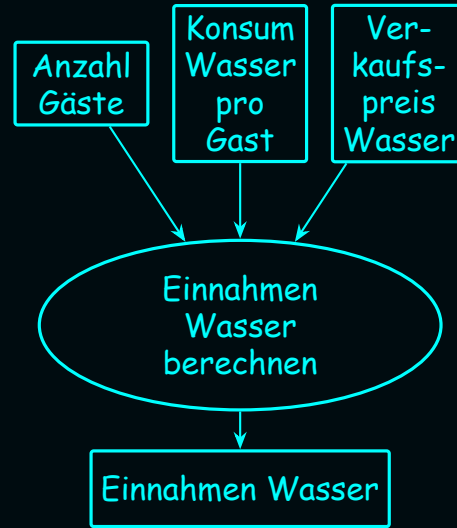 Anzahl
Gäste
Konsum
Wasser
pro
Gast
Ver-
kaufs-
preis
Wasser
Einnahmen
Wasser
berechnen
Einnahmen Wasser